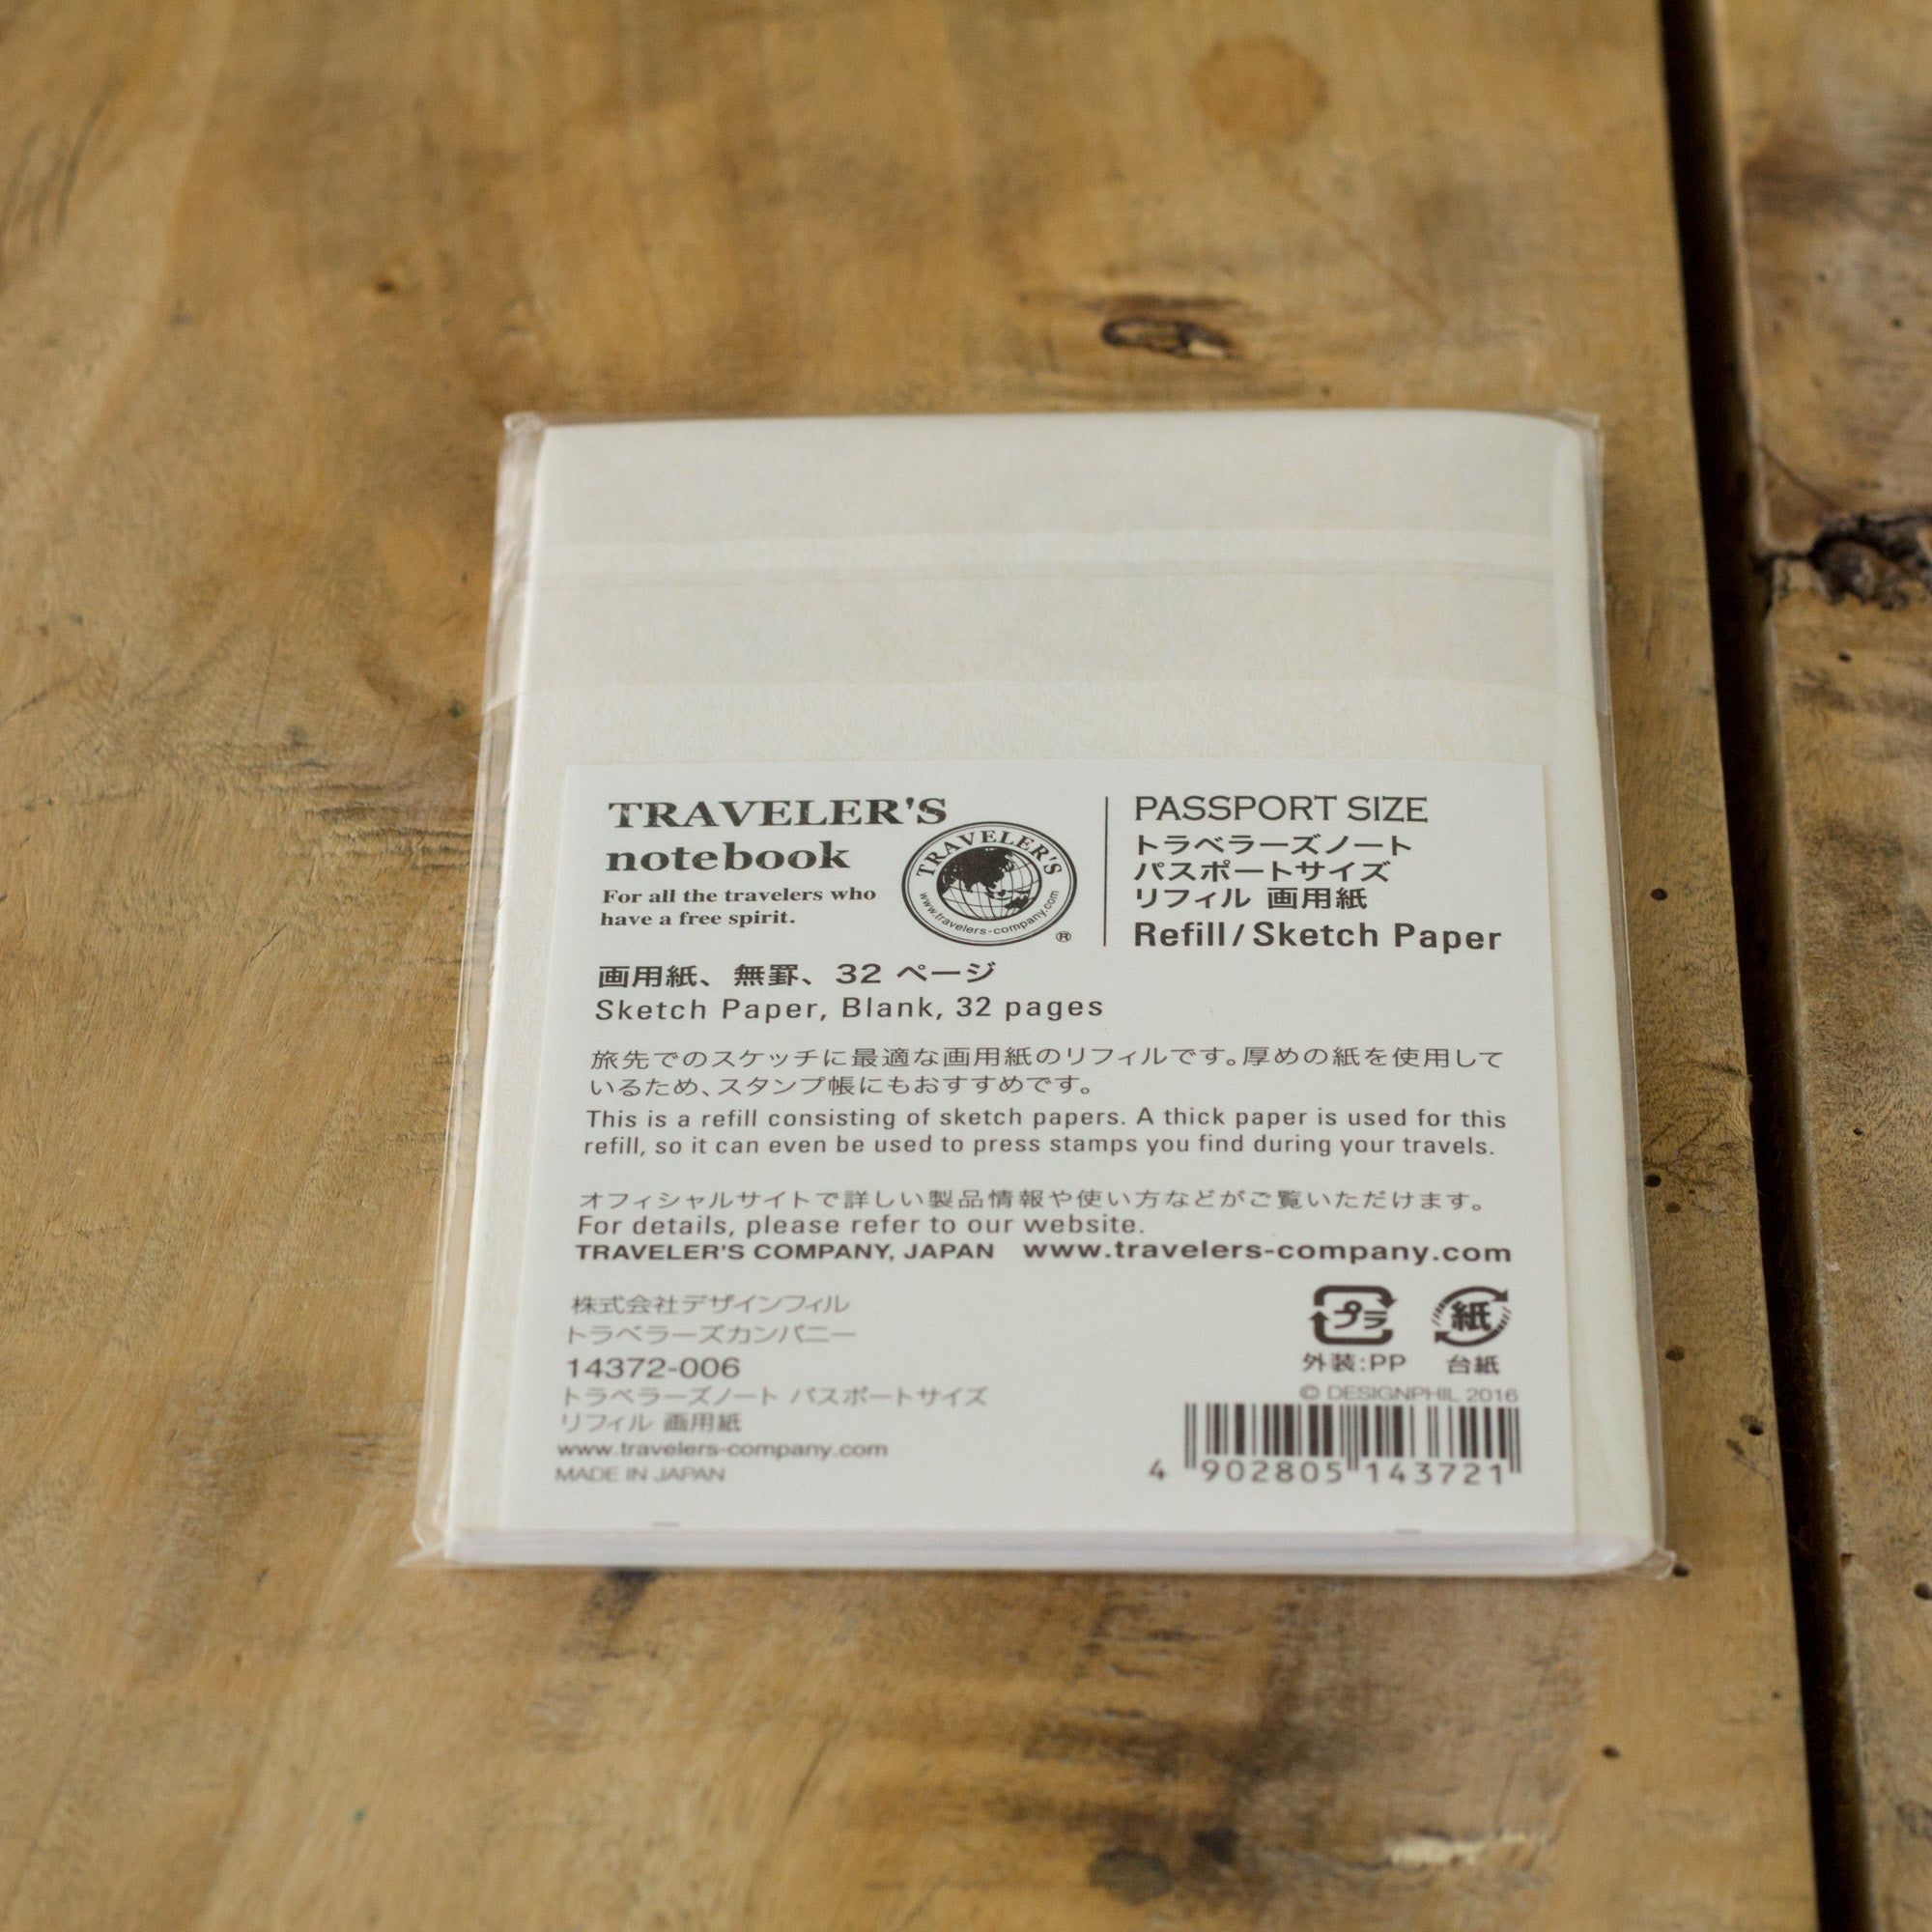 TRAVELER'S
notebook
For all the travelers who
have a free spirit.
TRAVELER'S
www.travelers-company.com
®
PASSPORT SIZE
トラベラーズノート
パスポートサイズ
リフィル 画用紙
Refill/Sketch Paper
画用紙、無罫、32 ページ
Sketch Paper, Blank, 32 pages
旅先でのスケッチに最適な画用紙のリフィルです。厚めの紙を使用して
いるため、スタンプ帳にもおすすめです。
This is a refill consisting of sketch papers. A thick paper is used for this
refill, so it can even be used to press stamps you find during your travels.
オフィシャルサイトで詳しい製品情報や使い方などがご覧いただけます。
For details, please refer to our website.
TRAVELER'S COMPANY, JAPAN www.travelers-company.com
株式会社デザインフィル
トラベラーズカンパニー
14372-006
トラベラーズノート パスポートサイズ
リフィル 画用紙
www.travelers-company.com
MADE IN JAPAN
プラ
紙
外装:PP
台紙
© DESIGNPHIL 2016
4 902805 143721